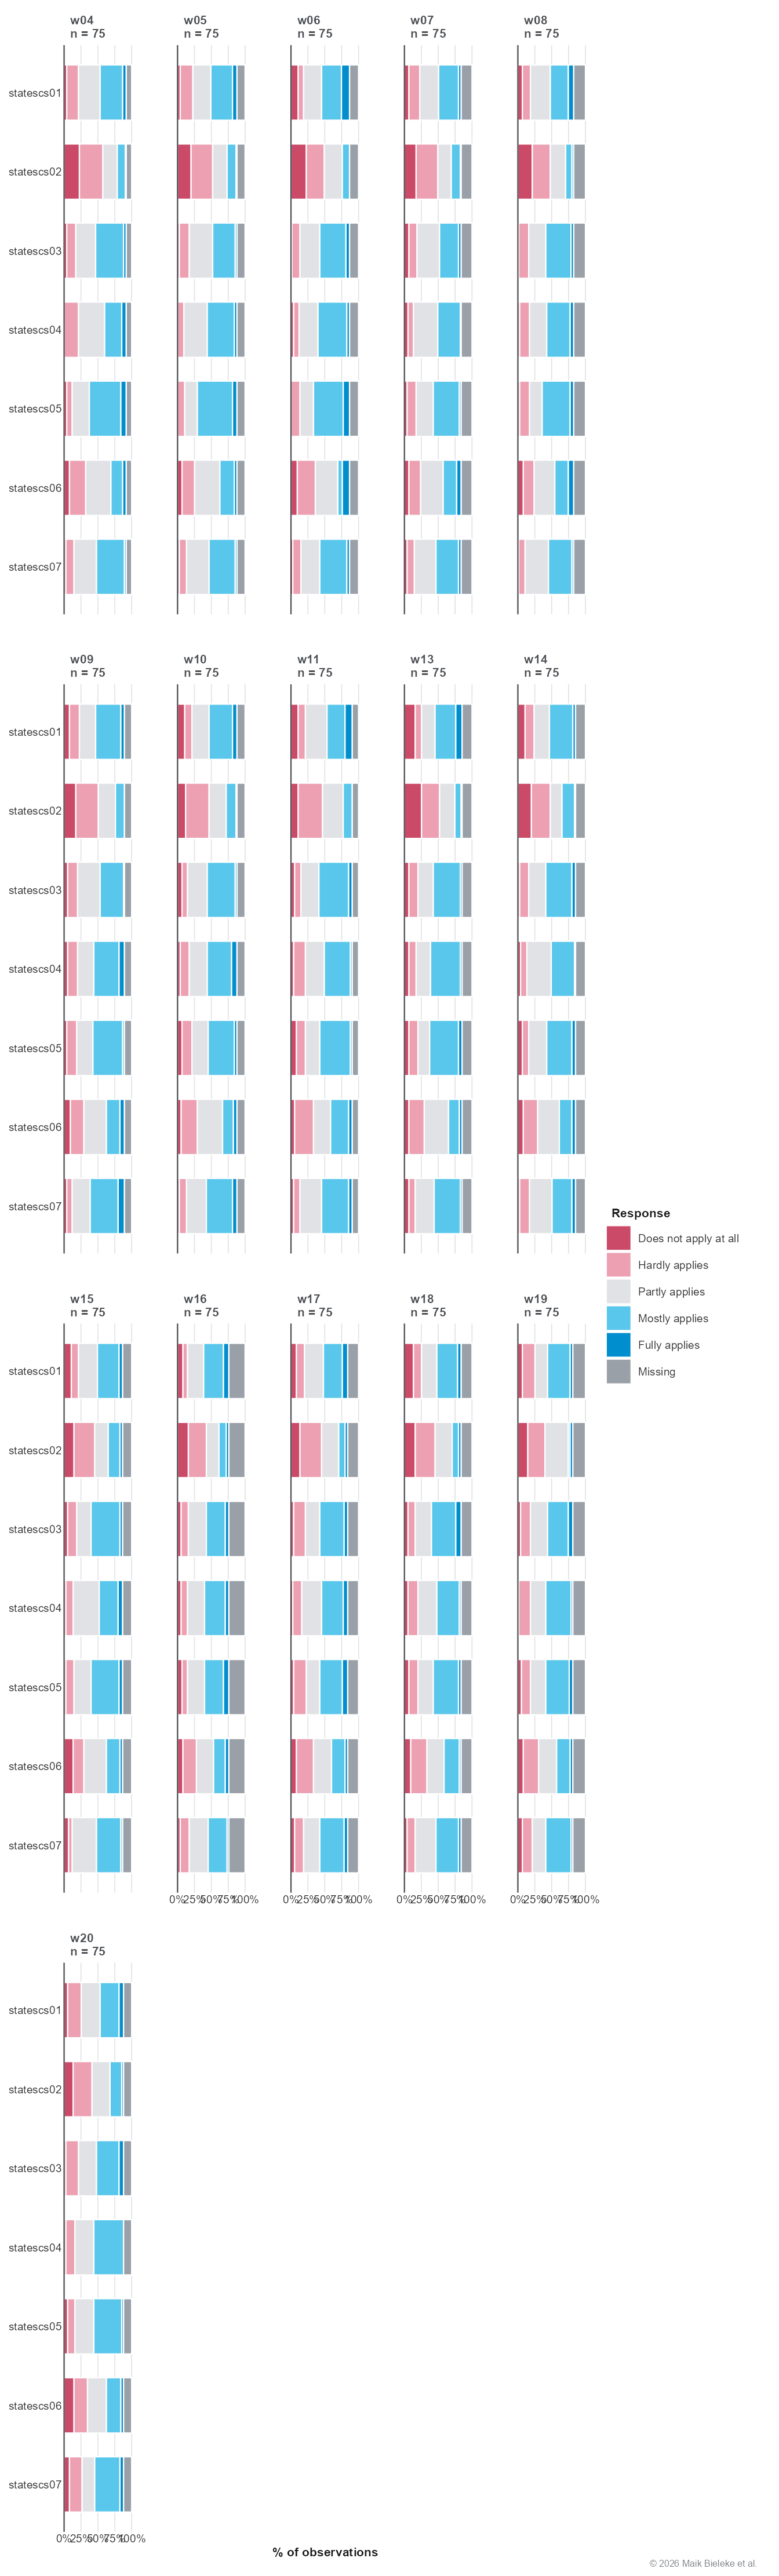 w04 w05 w06 w07 w08
n = 75 n = 75 n = 75 n = 75 n = 75
statescs01
statescs02
statescs03
statescs04
statescs05
statescs06
statescs07
w09 w10 w11 w13 w14
n = 75 n = 75 n = 75 n = 75 n = 75
statescs01
statescs02
statescs03
statescs04
statescs05
statescs06
statescs07
Response
Does not apply at all
Hardly applies
Partly applies
Mostly applies
Fully applies
Missing
w15 w16 w17 w18 w19
n = 75 n = 75 n = 75 n = 75 n = 75
statescs01
statescs02
statescs03
statescs04
statescs05
statescs06
statescs07
0% 25% 50% 75% 100% 0% 25% 50% 75% 100% 0% 25% 50% 75% 100% 0% 25% 50% 75% 100%
w20
n = 75
statescs01
statescs02
statescs03
statescs04
statescs05
statescs06
statescs07
0% 25% 50% 75% 100%
% of observations
© 2026 Maik Bieleke et al.